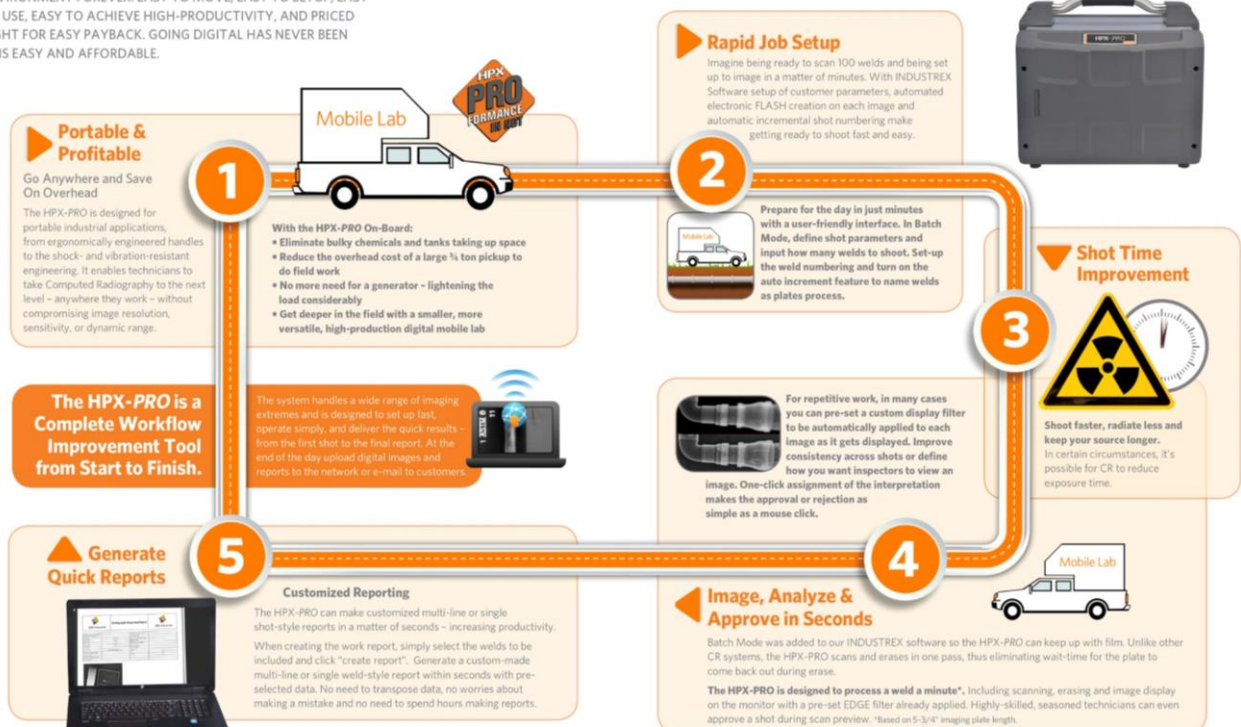 VIRONMENT FOREVER. EASY TO MOVE, EASY TO SETUP, EASY
USE, EASY TO ACHIEVE HIGH-PRODUCTIVITY, AND PRICED
GHT FOR EASY PAYBACK. GOING DIGITAL HAS NEVER BEEN
IS EASY AND AFFORDABLE.
HPX-PRO
Portable &
Profitable
Go Anywhere and Save
On Overhead
The HPX-PRO is designed for
portable industrial applications,
from ergonomically engineered handles
to the shock- and vibration-resistant
engineering. It enables technicians to
take Computed Radiography to the next
level – anywhere they work – without
compromising image resolution,
sensitivity, or dynamic range.
1
Mobile Lab
HPX
PRO
FORMANCE
IN NDT
With the HPX-PRO On-Board:
• Eliminate bulky chemicals and tanks taking up space
• Reduce the overhead cost of a large ¾ ton pickup to
do field work
• No more need for a generator – lightening the
load considerably
• Get deeper in the field with a smaller, more
versatile, high-production digital mobile lab
2
Rapid Job Setup
Imagine being ready to scan 100 welds and being set
up to image in a matter of minutes. With INDUSTREX
Software setup of customer parameters, automated
electronic FLASH creation on each image and
automatic incremental shot numbering make
getting ready to shoot fast and easy.
Mobile Lab
Prepare for the day in just minutes
with a user-friendly interface. In Batch
Mode, define shot parameters and
input how many welds to shoot. Set-up
the weld numbering and turn on the
auto increment feature to name welds
as plates process.
3
Shot Time
Improvement
Shoot faster, radiate less and
keep your source longer.
In certain circumstances, it's
possible for CR to reduce
exposure time.
For repetitive work, in many cases
you can pre-set a custom display filter
to be automatically applied to each
image as it gets displayed. Improve
consistency across shots or define
how you want inspectors to view an
image. One-click assignment of the interpretation
makes the approval or rejection as
simple as a mouse click.
4
Mobile Lab
Image, Analyze &
Approve in Seconds
Batch Mode was added to our INDUSTREX software so the HPX-PRO can keep up with film. Unlike other
CR systems, the HPX-PRO scans and erases in one pass, thus eliminating wait-time for the plate to
come back out during erase.
The HPX-PRO is designed to process a weld a minute*. Including scanning, erasing and image display
on the monitor with a pre-set EDGE filter already applied. Highly-skilled, seasoned technicians can even
approve a shot during scan preview. *Based on 5-3/4" imaging plate length.
The HPX-PRO is a
Complete Workflow
Improvement Tool
from Start to Finish.
The system handles a wide range of imaging
extremes and is designed to set up fast,
operate simply, and deliver the quick results –
from the first shot to the final report. At the
end of the day upload digital images and
reports to the network or e-mail to customers.
1 ASTM B 11
5
Generate
Quick Reports
Customized Reporting
The HPX-PRO can make customized multi-line or single
shot-style reports in a matter of seconds – increasing productivity.
When creating the work report, simply select the welds to be
included and click "create report". Generate a custom-made
multi-line or single weld-style report within seconds with pre-
selected data. No need to transpose data, no worries about
making a mistake and no need to spend hours making reports.